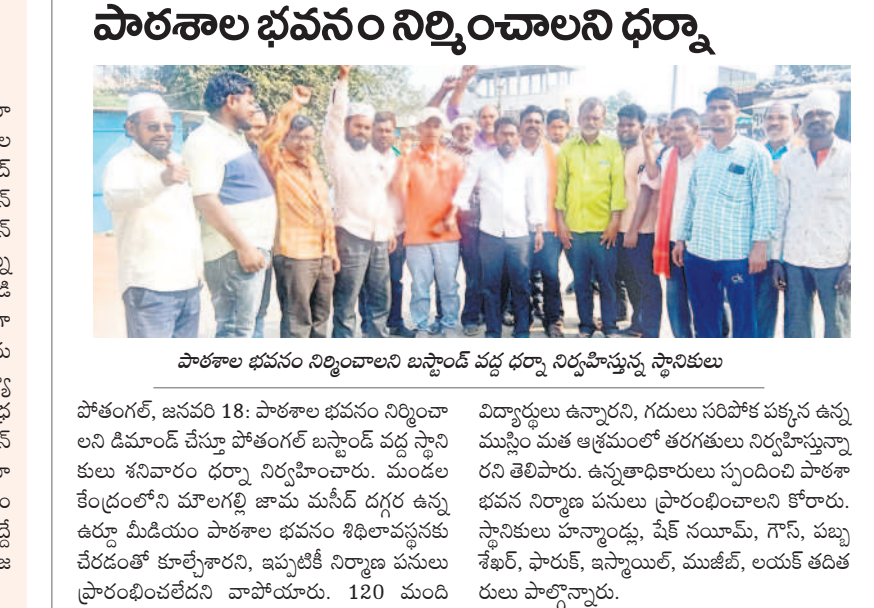 పాఠశాల భవనం నిర్మించాలని ధర్నా
పాఠశాల భవనం నిర్మించాలని బస్టాండ్ వద్ద ధర్నా నిర్వహిస్తున్న స్థానికులు
పోతంగల్, జనవరి 18: పాఠశాల భవనం నిర్మించా
లని డిమాండ్ చేస్తూ పోతంగల్ బస్టాండ్ వద్ద స్థాని
కులు శనివారం ధర్నా నిర్వహించారు. మండల
కేంద్రంలోని మౌలగల్లి జామ మసీద్ దగ్గర ఉన్న
ఉర్దూ మీడియం పాఠశాల భవనం శిథిలావస్థనకు
చేరడంతో కూల్చేశారని, ఇప్పటికీ నిర్మాణ పనులు
ప్రారంభించలేదని వాపోయారు. 120 మంది
విద్యార్థులు ఉన్నారని, గదులు సరిపోక పక్కన ఉన్న
ముస్లిం మత ఆశ్రమంలో తరగతులు నిర్వహిస్తున్నా
రని తెలిపారు. ఉన్నతాధికారులు స్పందించి పాఠశా
భవన నిర్మాణ పనులు ప్రారంభించాలని కోరారు.
స్థానికులు హన్మాండ్లు, షేక్ నయీమ్, గౌస్, పబ్బ
శేఖర్, ఫారుక్, ఇస్మాయిల్, ముజీబ్, లయక్ తదిత
రులు పాల్గొన్నారు.